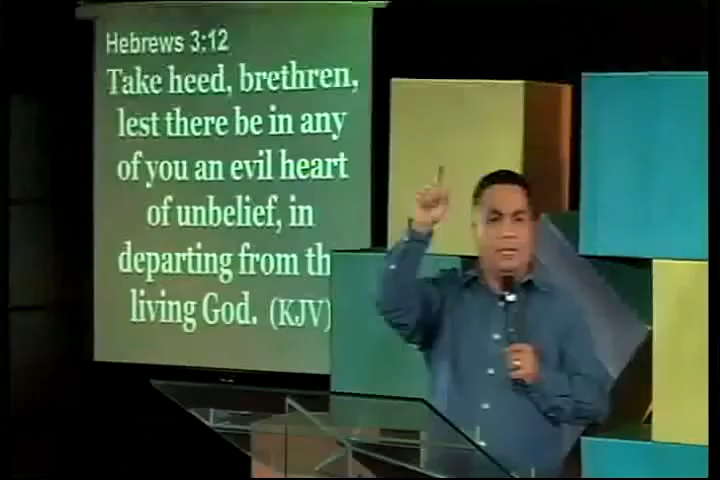 Hebrews 3:12
Take heed, brethren,
lest there be in any
of you an evil heart
of unbelief, in
departing from th
living God. (KJV)